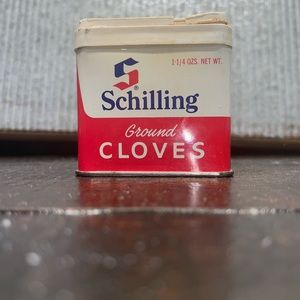 S
1-1/4 OZS. NET WT.
Schilling®
Ground
CLOVES